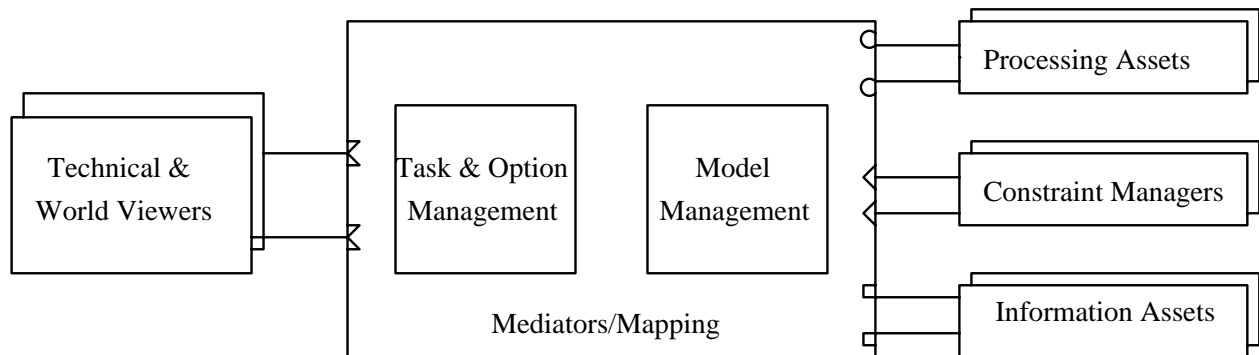 Technical &
World Viewers
Task & Option
Management
Model
Management
Mediators/Mapping
Processing Assets
Constraint Managers
Information Assets